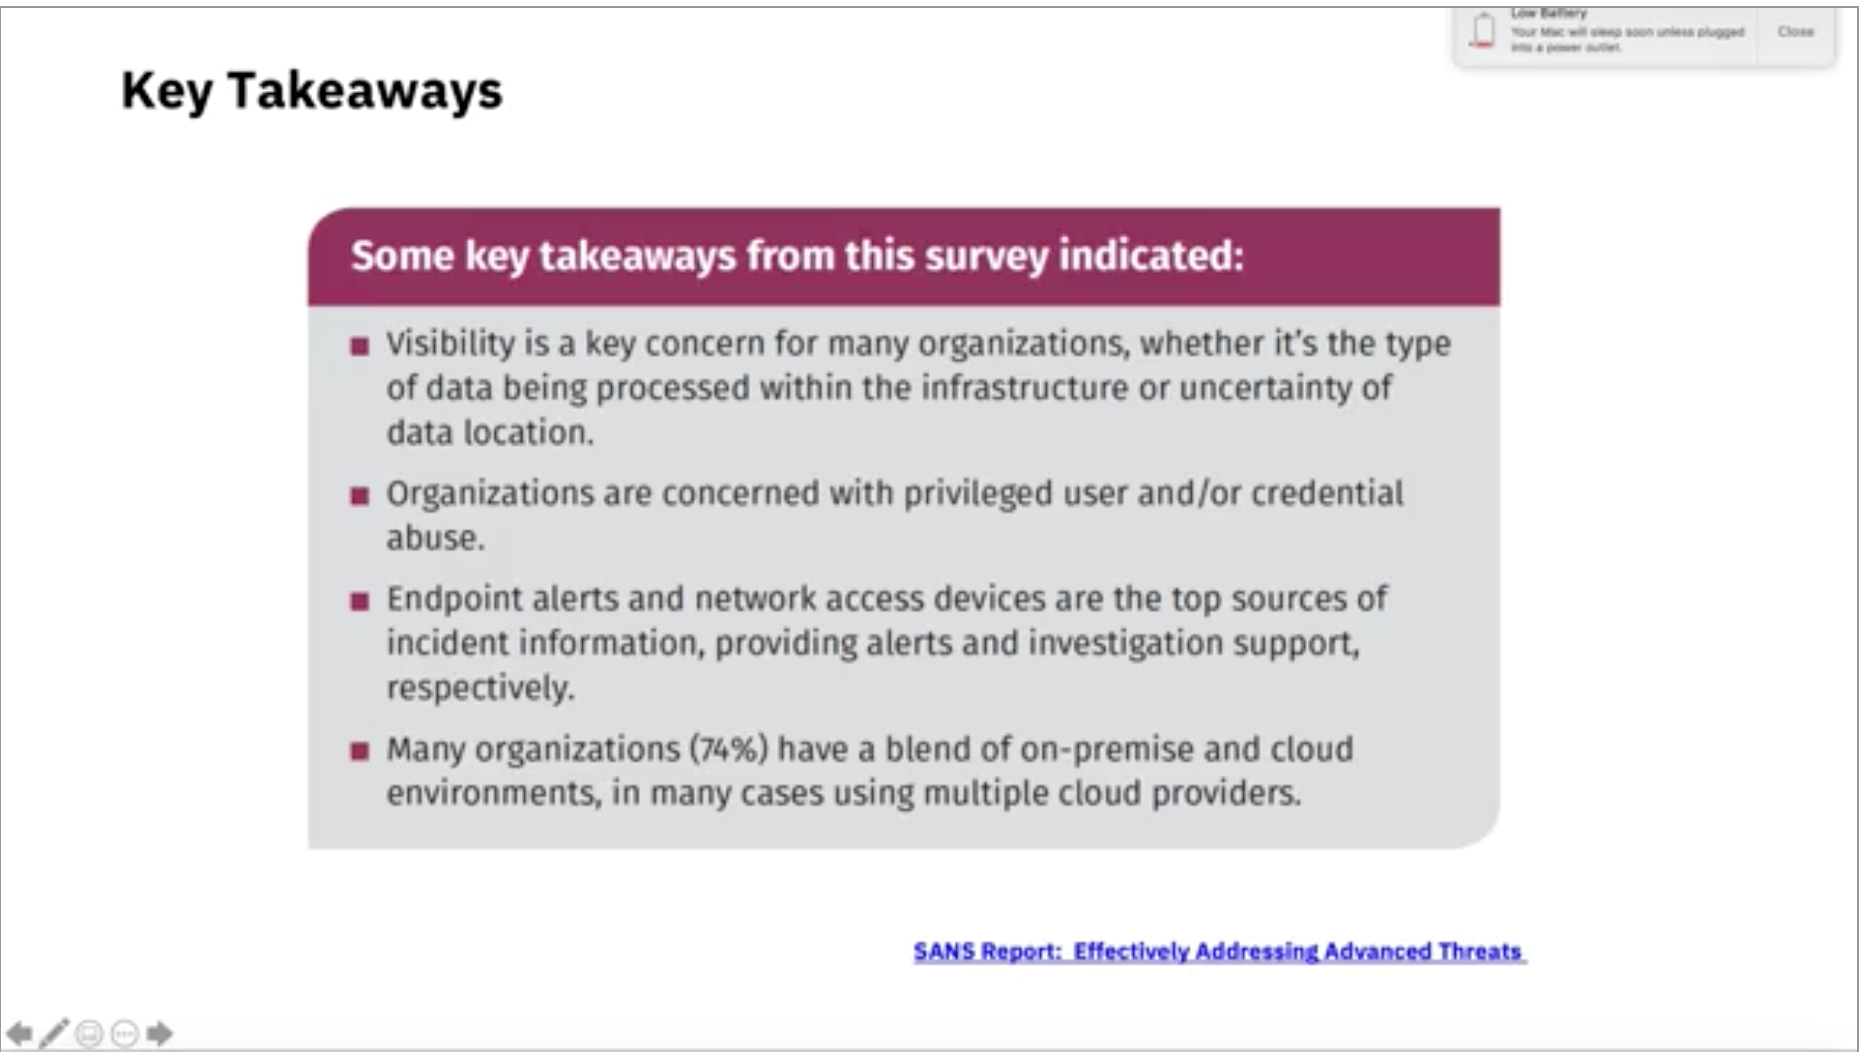 Low Battery
Your Mac will sleep soon unless plugged
into a power outlet.
Close
Key Takeaways
Some key takeaways from this survey indicated:
■ Visibility is a key concern for many organizations, whether it's the type
of data being processed within the infrastructure or uncertainty of
data location.
■ Organizations are concerned with privileged user and/or credential
abuse.
■ Endpoint alerts and network access devices are the top sources of
incident information, providing alerts and investigation support,
respectively.
■ Many organizations (74%) have a blend of on-premise and cloud
environments, in many cases using multiple cloud providers.
SANS Report:  Effectively Addressing Advanced Threats